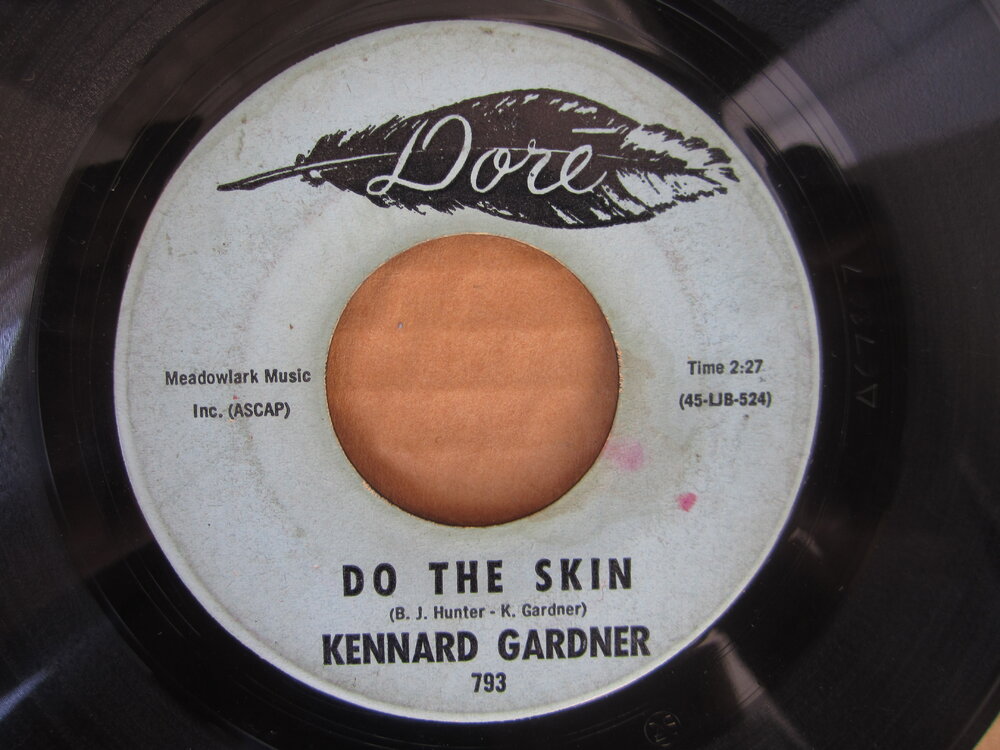 Doré
Meadowlark Music
Inc. (ASCAP)
Time 2:27
(45-LJB-524)
DO THE SKIN
(B. J. Hunter - K. Gardner)
KENNARD GARDNER
793